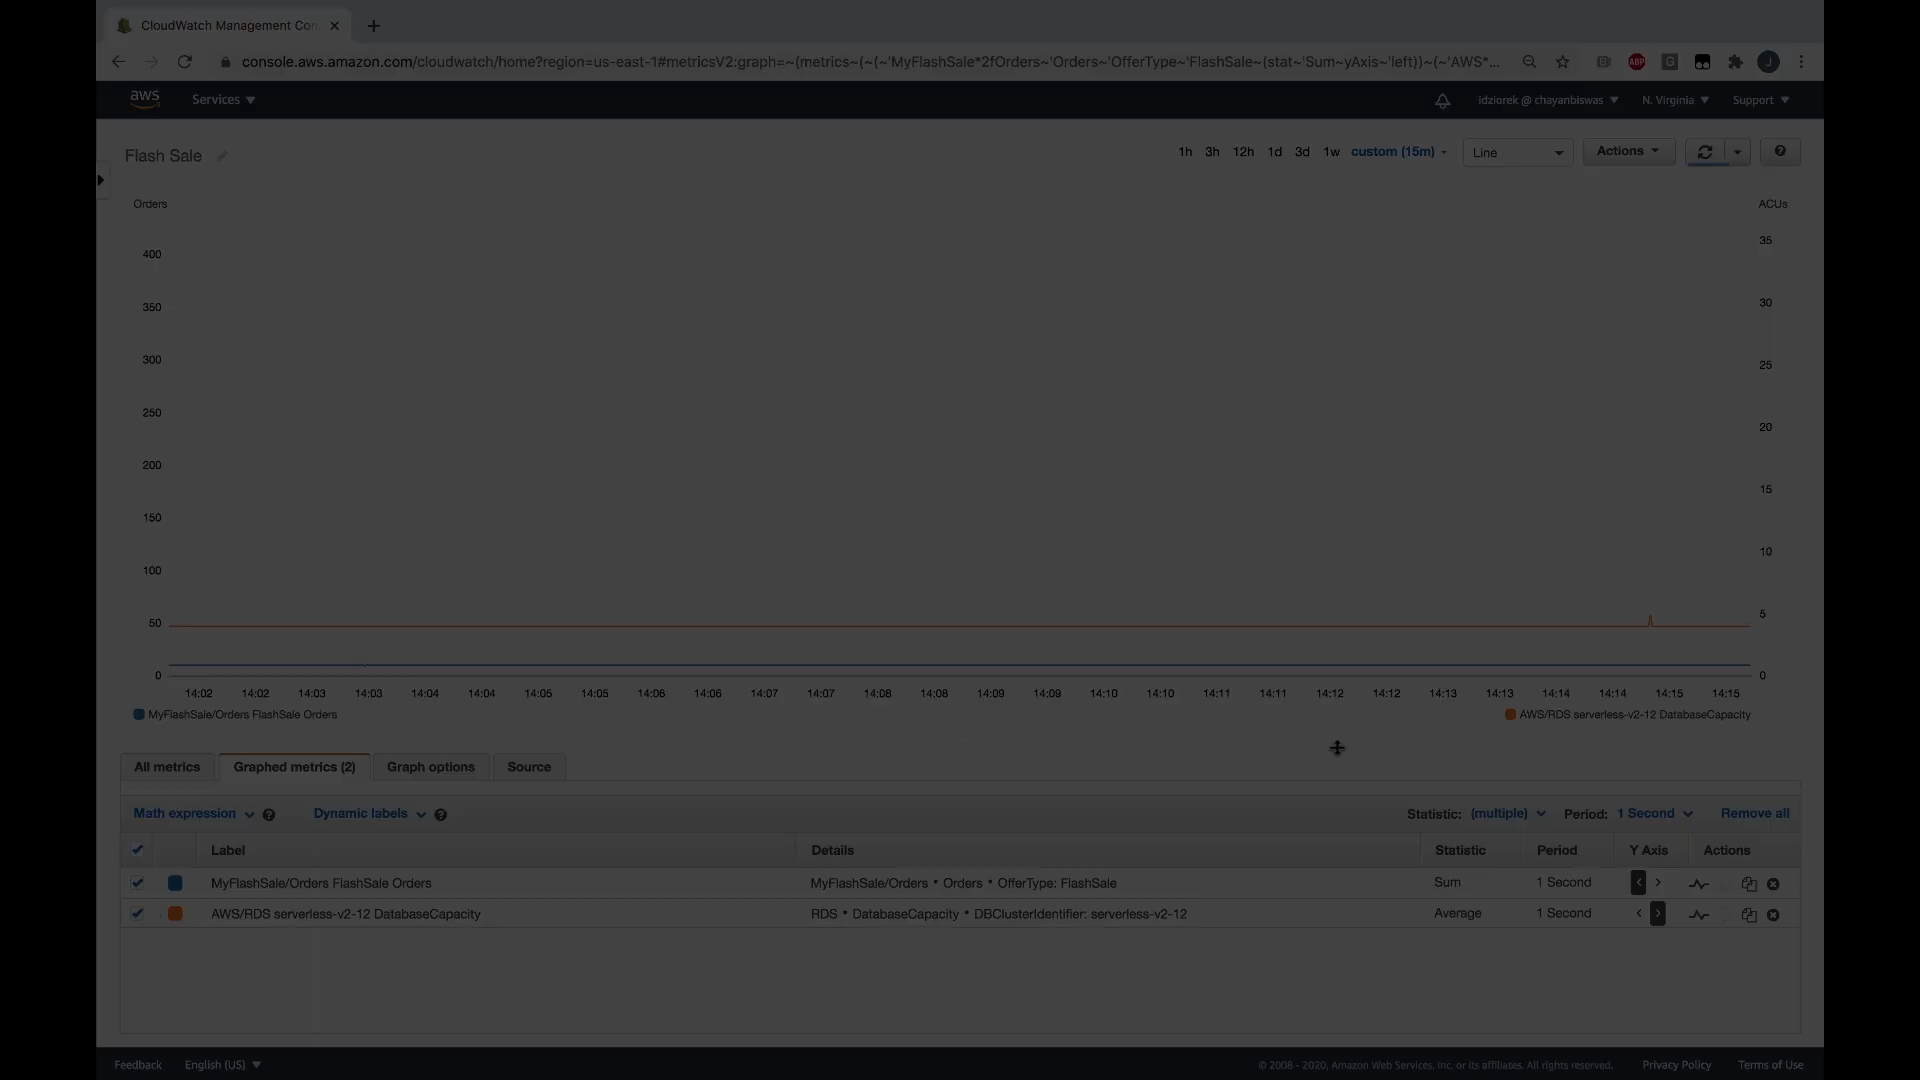 CloudWatch Management Con
console.aws.amazon.com/cloudwatch/home?region=us-east-1#metricsV2:graph=~(metrics~(~(~'MyFlashSale*2fOrders~'Orders~'OfferType~'FlashSale~(stat~'Sum~yAxis~'left))~(~'AWS*...
ABP
G
J
aws
Services
idziorek @ chayanbiswas
N. Virginia
Support
Flash Sale
1h 3h 12h 1d 3d 1w custom (15m)
Line
Actions
Orders
ACUs
400
350
300
250
200
150
100
50
0
35
30
25
20
15
10
5
0
14:02 14:02 14:03 14:03 14:04 14:04 14:05 14:05 14:06 14:06 14:07 14:07 14:08 14:08 14:09 14:09 14:10 14:10 14:11 14:11 14:12 14:12 14:13 14:13 14:14 14:14 14:15 14:15
MyFlashSale/Orders FlashSale Orders
AWS/RDS serverless-v2-12 DatabaseCapacity
All metrics
Graphed metrics (2)
Graph options
Source
Math expression
Dynamic labels
Statistic: (multiple)
Period: 1 Second
Remove all
Label Details Statistic Period Y Axis Actions
MyFlashSale/Orders FlashSale Orders MyFlashSale/Orders • Orders • OfferType: FlashSale Sum 1 Second
AWS/RDS serverless-v2-12 DatabaseCapacity RDS • DatabaseCapacity • DBClusterIdentifier: serverless-v2-12 Average 1 Second
Feedback
English (US)
© 2008 - 2020, Amazon Web Services, Inc. or its affiliates. All rights reserved.
Privacy Policy
Terms of Use